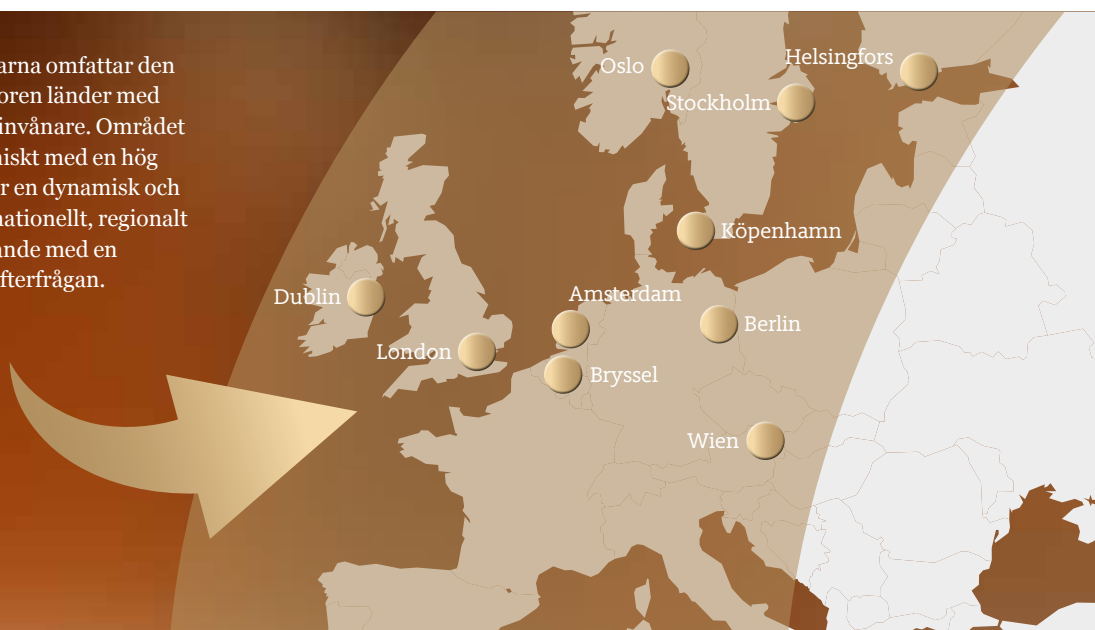 arna omfattar den
oren länder med
invånare. Området
niskt med en hög
r en dynamisk och
nationellt, regionalt
ande med en
fterfrågan.
Oslo
Helsingfors
Stockholm
Köpenhamn
Dublin
Amsterdam
Berlin
London
Bryssel
Wien